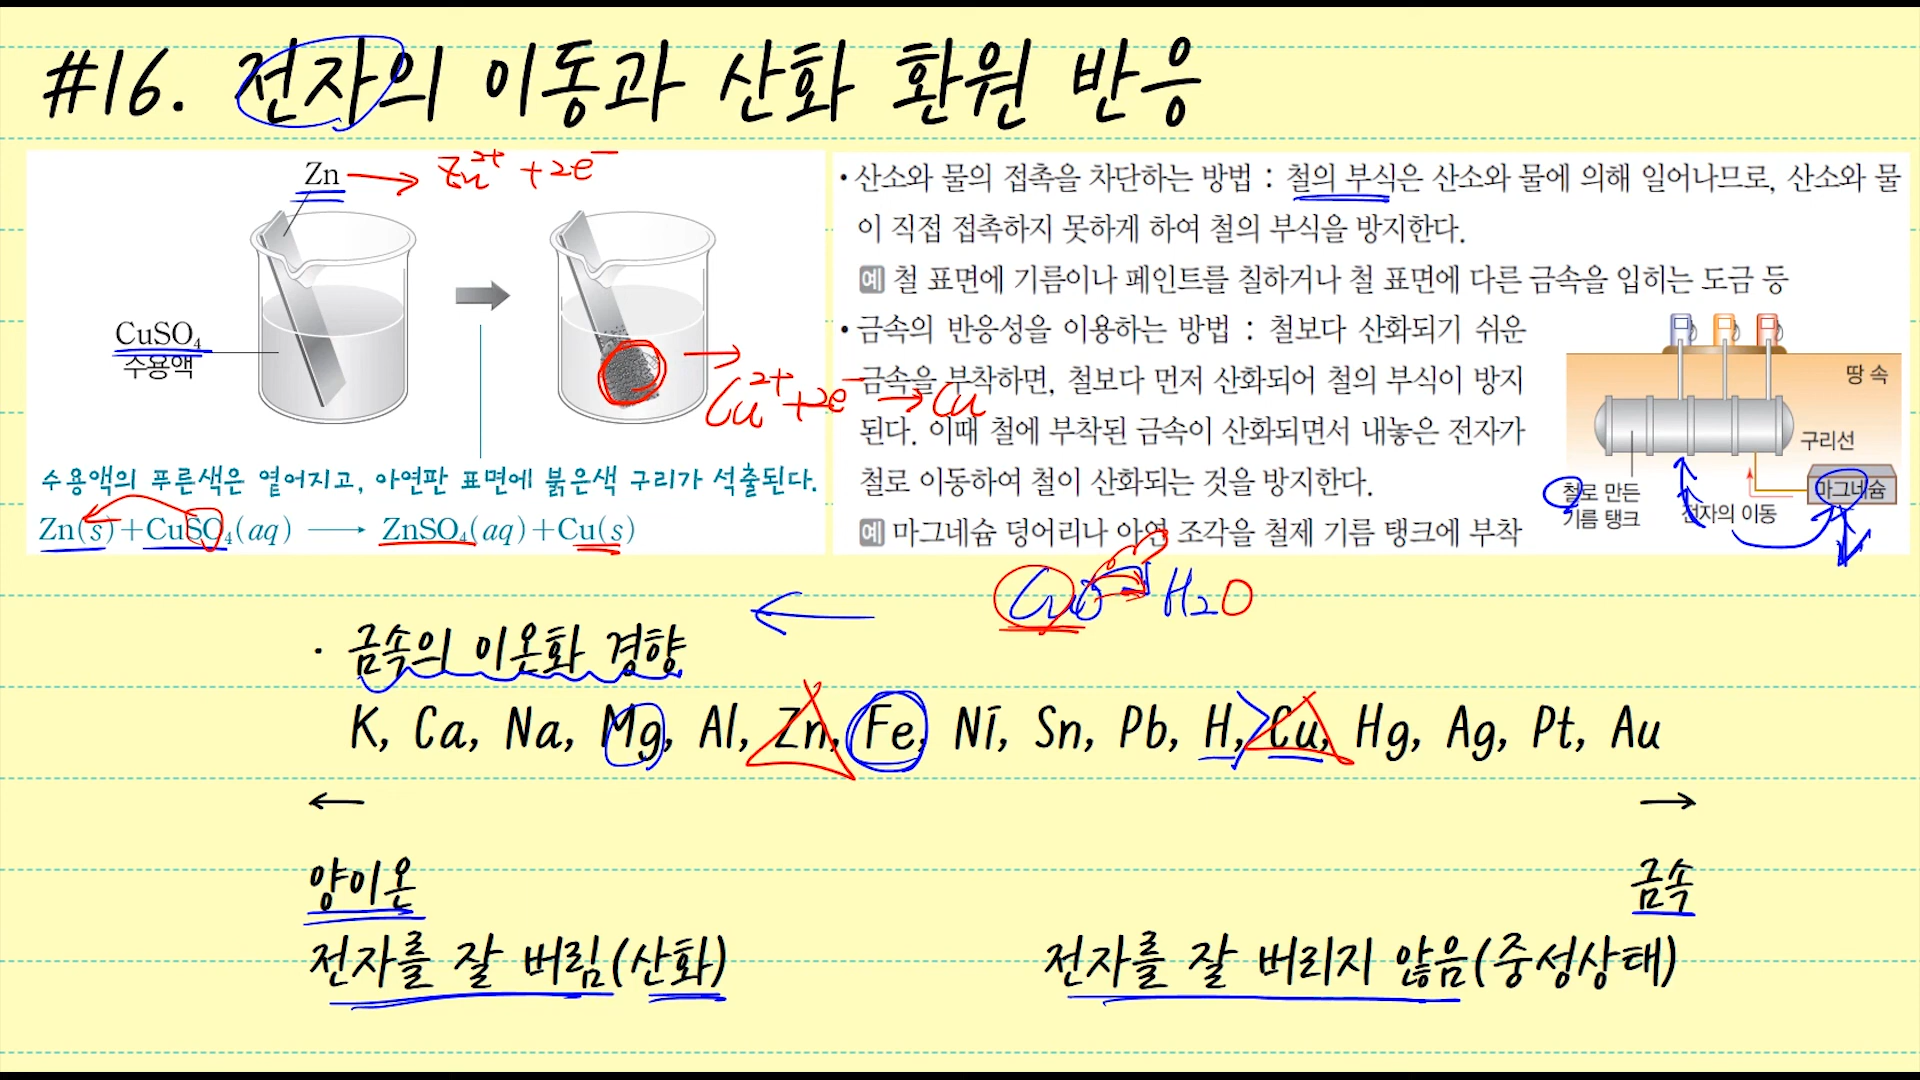 #16. 전자의 이동과 산화 환원 반응
Zn → Zn²⁺ + 2e⁻
CuSO₄
수용액
Cu²⁺ + 2e⁻ → Cu
수용액의 푸른색은 옅어지고, 아연판 표면에 붉은색 구리가 석출된다.
Zn(s)+CuSO₄(aq) → ZnSO₄(aq)+Cu(s)
• 산소와 물의 접촉을 차단하는 방법 : 철의 부식은 산소와 물에 의해 일어나므로, 산소와 물
이 직접 접촉하지 못하게 하여 철의 부식을 방지한다.
예 철 표면에 기름이나 페인트를 칠하거나 철 표면에 다른 금속을 입히는 도금 등
• 금속의 반응성을 이용하는 방법 : 철보다 산화되기 쉬운
금속을 부착하면, 철보다 먼저 산화되어 철의 부식이 방지
된다. 이때 철에 부착된 금속이 산화되면서 내놓은 전자가
철로 이동하여 철이 산화되는 것을 방지한다.
예 마그네슘 덩어리나 아연 조각을 철제 기름 탱크에 부착
땅 속
구리선
마그네슘
철로 만든
기름 탱크
전자의 이동
H₂O
· 금속의 이온화 경향
K, Ca, Na, Mg, Al, Zn, Fe, Ni, Sn, Pb, H, > Cu, Hg, Ag, Pt, Au
← →
양이온 금속
전자를 잘 버림(산화) 전자를 잘 버리지 않음(중성상태)